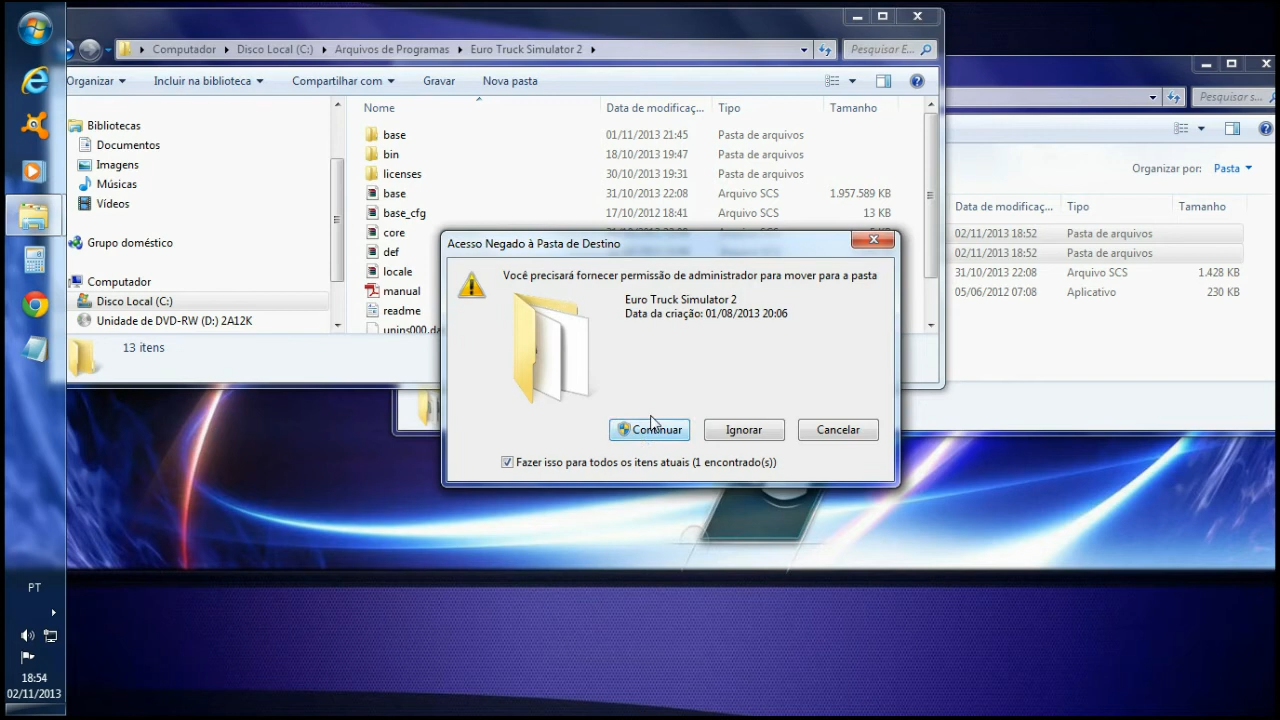 Computador Disco Local (C:) Arquivos de Programas Euro Truck Simulator 2 Pesquisar E...
Organizar Incluir na biblioteca Compartilhar com Gravar Nova pasta
Pesquisar s...
Bibliotecas
Documentos
Imagens
Músicas
Vídeos
Grupo doméstico
Computador
Disco Local (C:)
Unidade de DVD-RW (D:) 2A12K
13 itens
Nome Data de modificaç... Tipo Tamanho
base 01/11/2013 21:45 Pasta de arquivos
bin 18/10/2013 19:47 Pasta de arquivos
licenses 30/10/2013 19:31 Pasta de arquivos
base 31/10/2013 22:08 Arquivo SCS 1.957.589 KB
base_cfg 17/10/2012 18:41 Arquivo SCS 13 KB
core
def
locale
manual
readme
Organizar por: Pasta
Data de modificaç... Tipo Tamanho
02/11/2013 18:52 Pasta de arquivos
02/11/2013 18:52 Pasta de arquivos
31/10/2013 22:08 Arquivo SCS 1.428 KB
05/06/2012 07:08 Aplicativo 230 KB
Acesso Negado à Pasta de Destino
Você precisará fornecer permissão de administrador para mover para a pasta
Euro Truck Simulator 2
Data da criação: 01/08/2013 20:06
Continuar Ignorar Cancelar
Fazer isso para todos os itens atuais (1 encontrado(s))
PT
18:54
02/11/2013